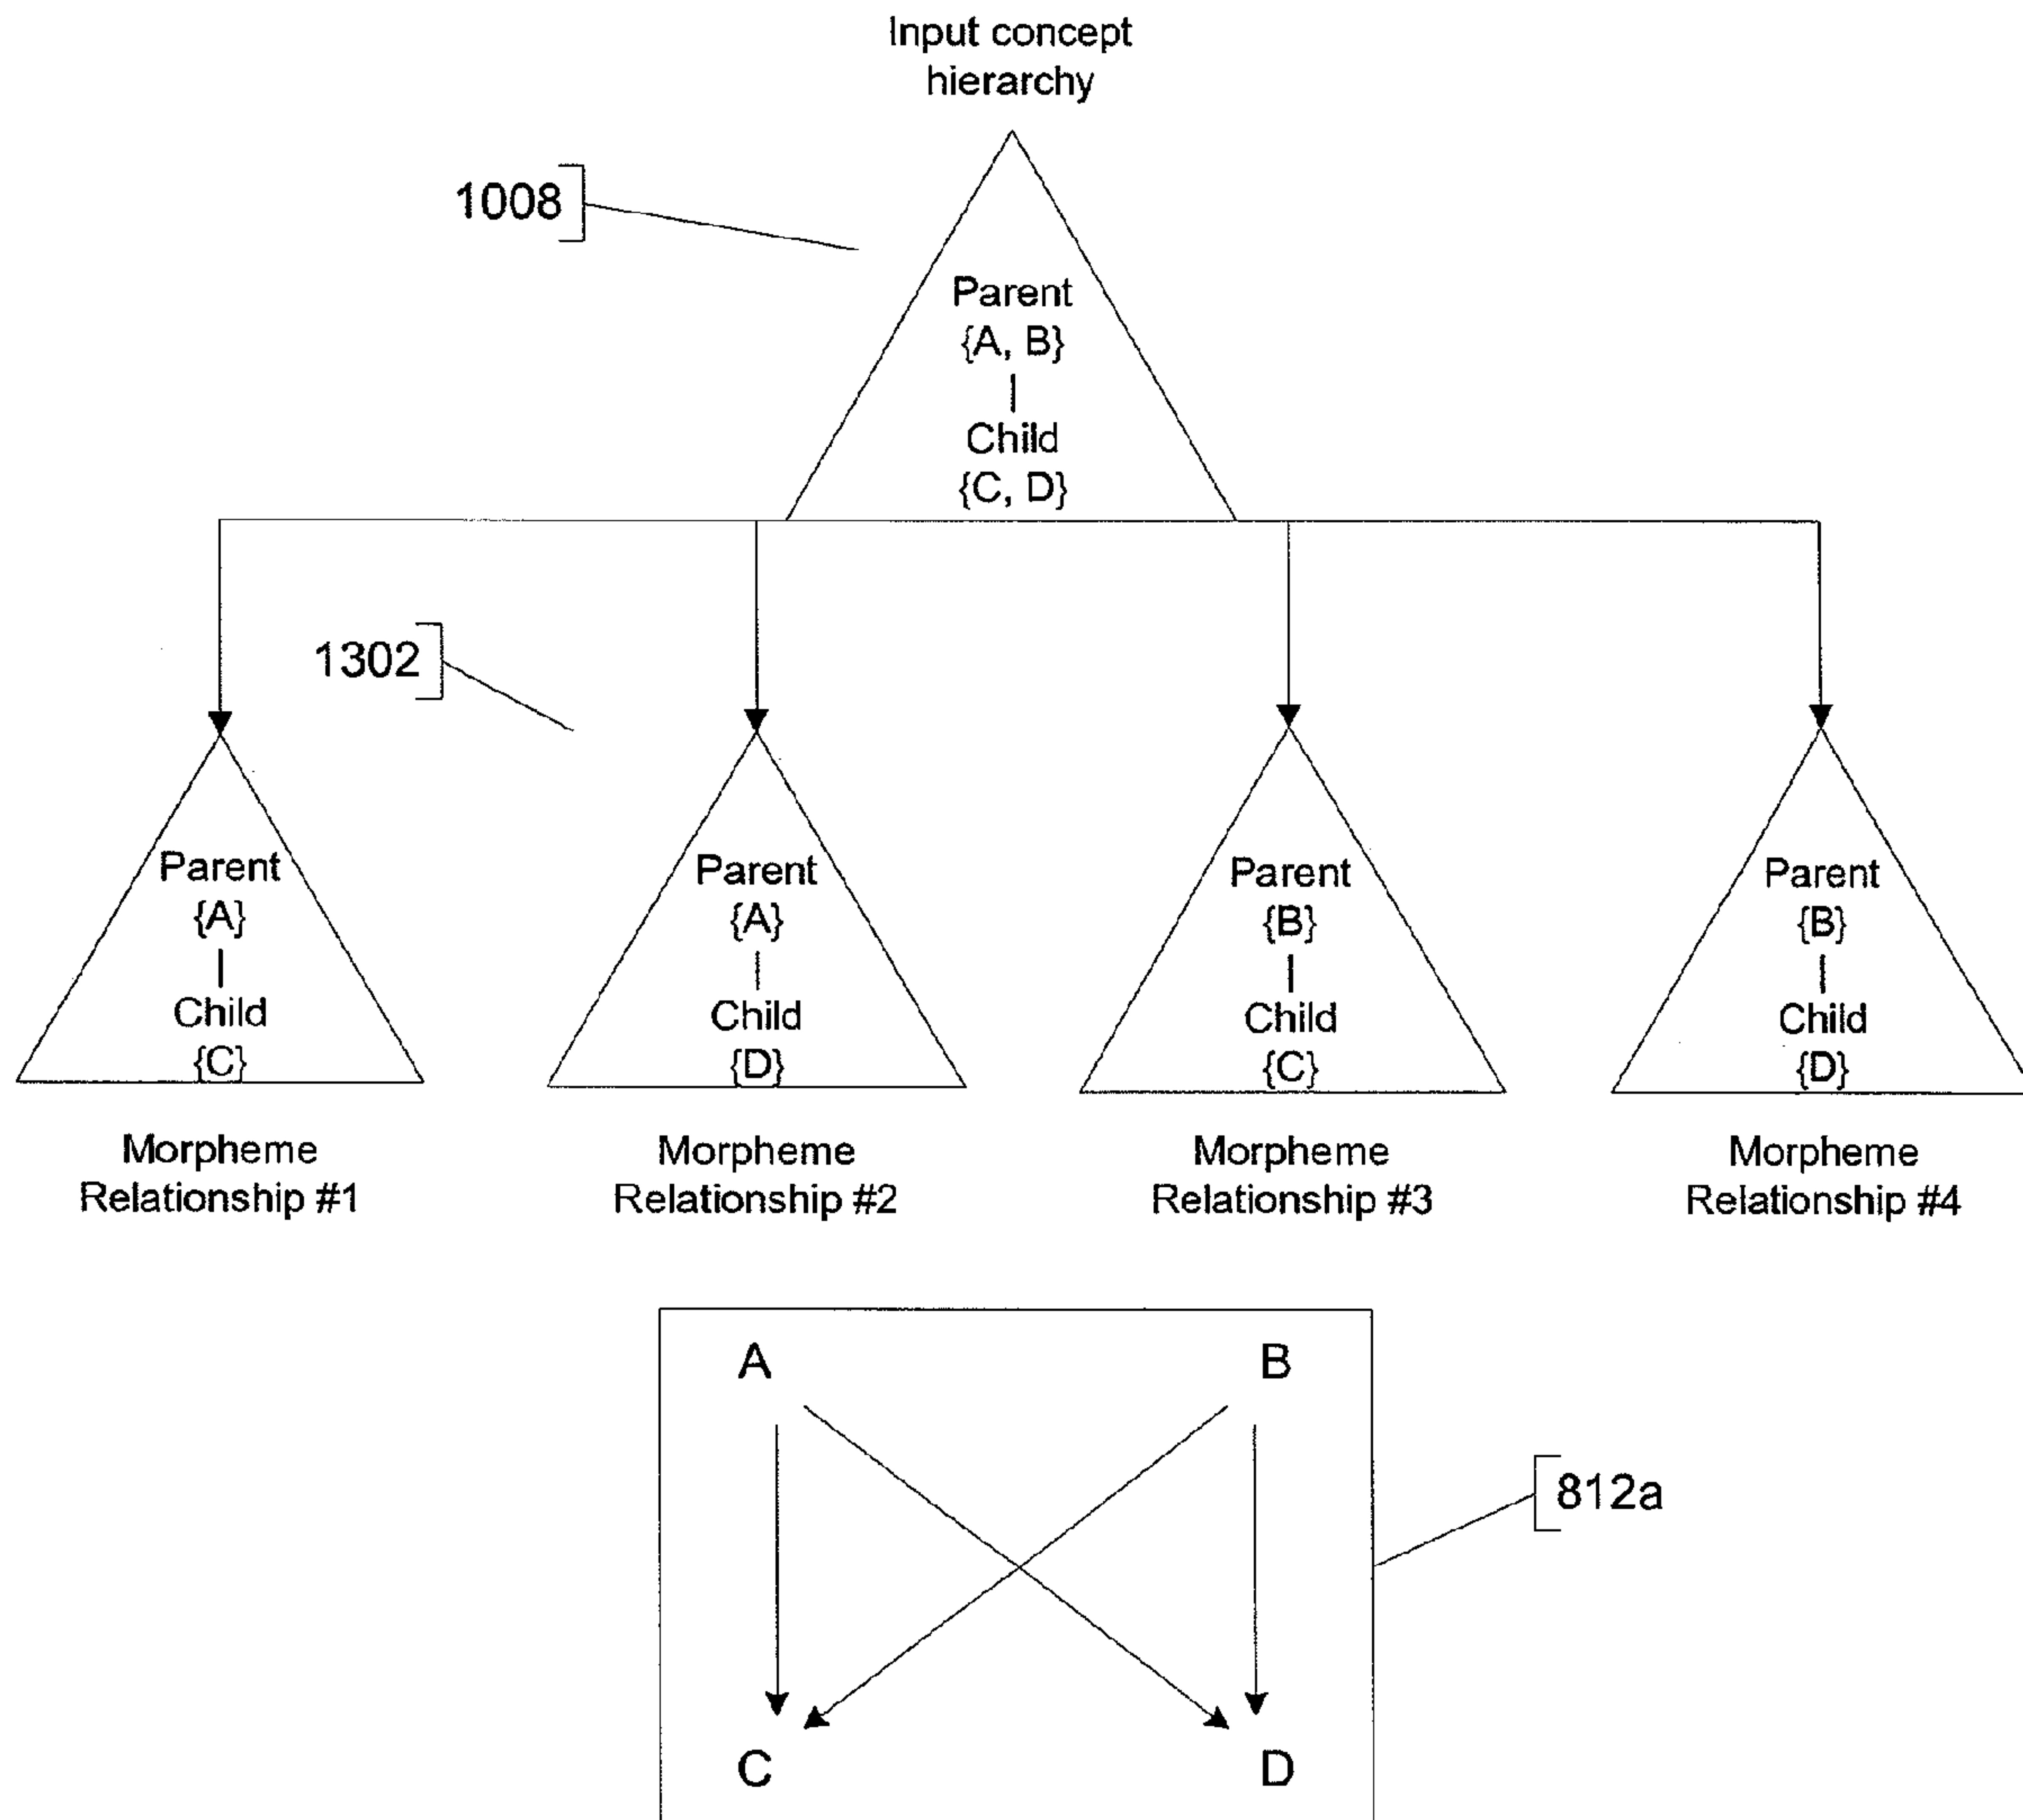 Input concept
hierarchy
1008
Parent
{A, B}
|
Child
{C, D}
1302
Parent
{A}
|
Child
{C}
Morpheme
Relationship #1
Parent
{A}
|
Child
{D}
Morpheme
Relationship #2
Parent
{B}
|
Child
{C}
Morpheme
Relationship #3
Parent
{B}
|
Child
{D}
Morpheme
Relationship #4
A B
812a
C D